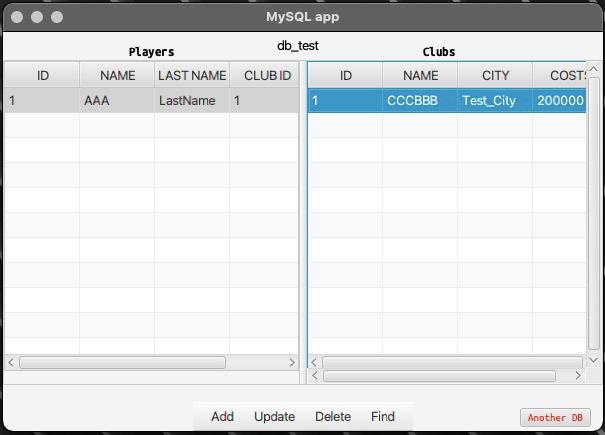 MySQL app
db_test
Players Clubs
ID NAME LAST NAME CLUB ID ID NAME CITY COSTS
1 AAA LastName 1 1 CCCBBB Test_City 200000
Add Update Delete Find Another DB